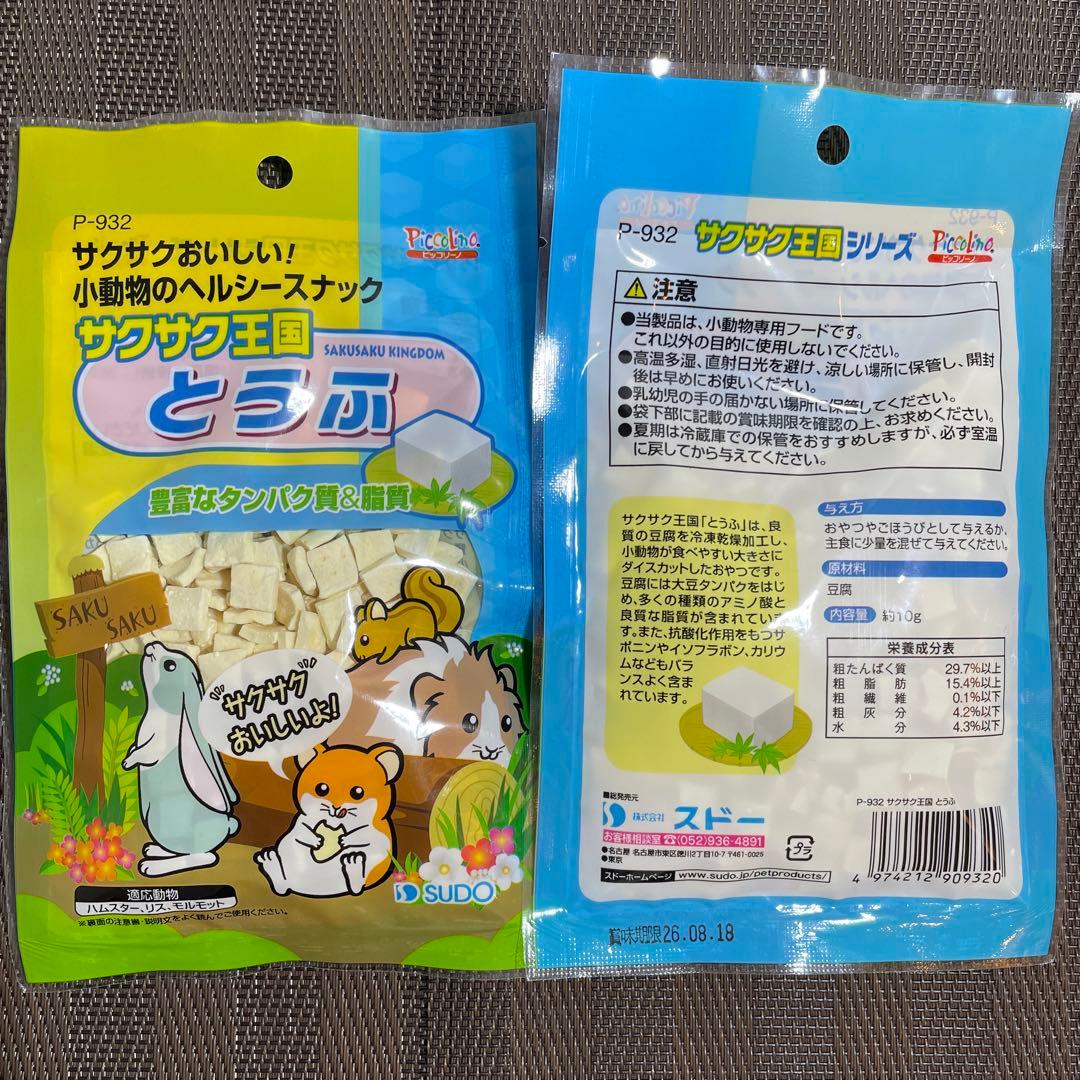 P-932
Piccolino
ピッコリーノ
サクサクおいしい!
小動物のヘルシースナック
サクサク王国
SAKUSAKU KINGDOM
とうふ
豊富なタンパク質&脂質
SAKU
SAKU
サクサク
おいしいよ!
SUDO
適応動物
ハムスター、リス、モルモット
※裏面の注意書・説明文をよく読んでご使用ください。
P-932 サクサク王国シリーズ Piccolino
ピッコリーノ
注意
●当製品は、小動物専用フードです。
これ以外の目的に使用しないでください。
●高温多湿、直射日光を避け、涼しい場所に保管し、開封
後は早めにお使いください。
●乳幼児の手の届かない場所に保管してください。
●袋下部に記載の賞味期限を確認の上、お求めください。
●夏期は冷蔵庫での保管をおすすめしますが、必ず室温
に戻してから与えてください。
サクサク王国「とうふ」は、良
質の豆腐を冷凍乾燥加工し、
小動物が食べやすい大きさに
ダイスカットしたおやつです。
豆腐には大豆タンパクをはじ
め、多くの種類のアミノ酸と
良質な脂質が含まれていま
す。また、抗酸化作用をもつサ
ポニンやイソフラボン、カリウ
ムなどもバラ
ンスよく含ま
れています。
与え方
おやつやごほうびとして与えるか、
主食に少量を混ぜて与えてください。
原材料
豆腐
内容量 約10g
栄養成分表
粗たんぱく質 29.7%以上
粗脂肪 15.4%以上
粗繊維 0.1%以下
粗灰分 4.2%以下
水分 4.3%以下
■総発売元
株式会社 スドー
お客様相談室 ☎(052)936-4891
●名古屋 名古屋市東区徳川2丁目10-7 〒461-0025
●東京
スドーホームページ www.sudo.jp/petproducts/
プラ
P-932 サクサク王国 とうふ
4 974212 909320
賞味期限26.08.18